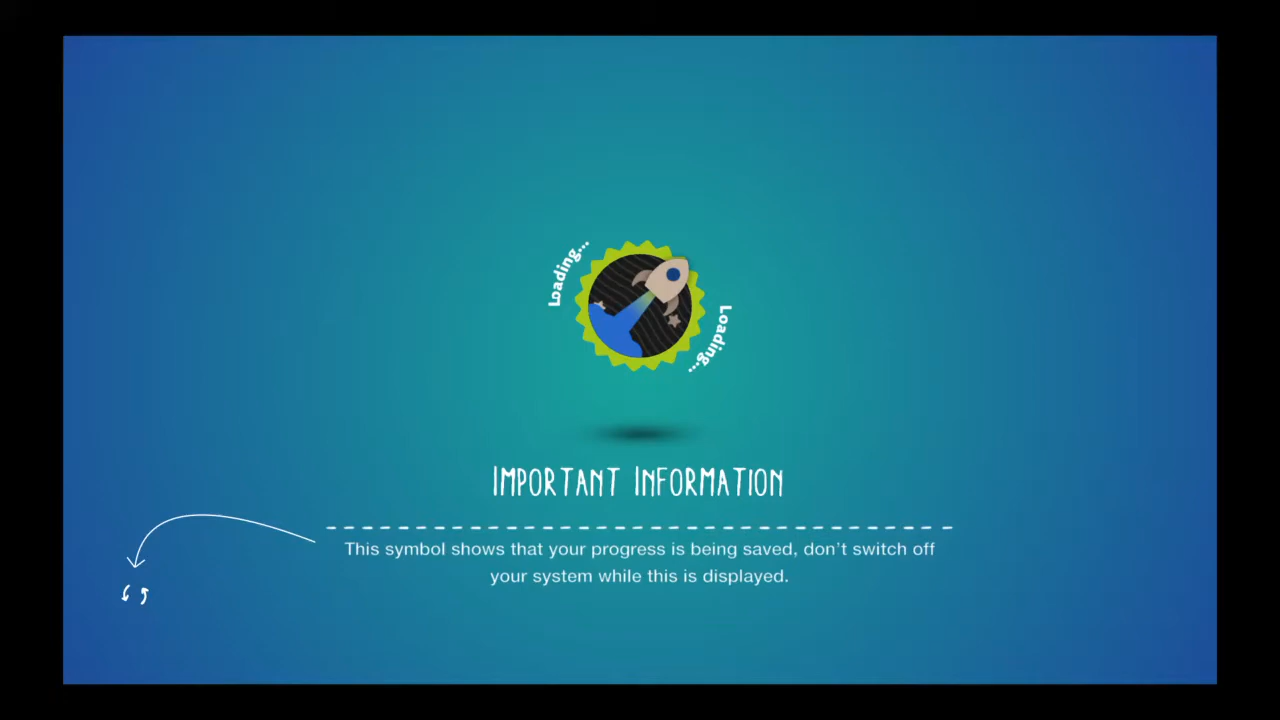 Loading...
Loading...
Important Information
This symbol shows that your progress is being saved, don't switch off
your system while this is displayed.